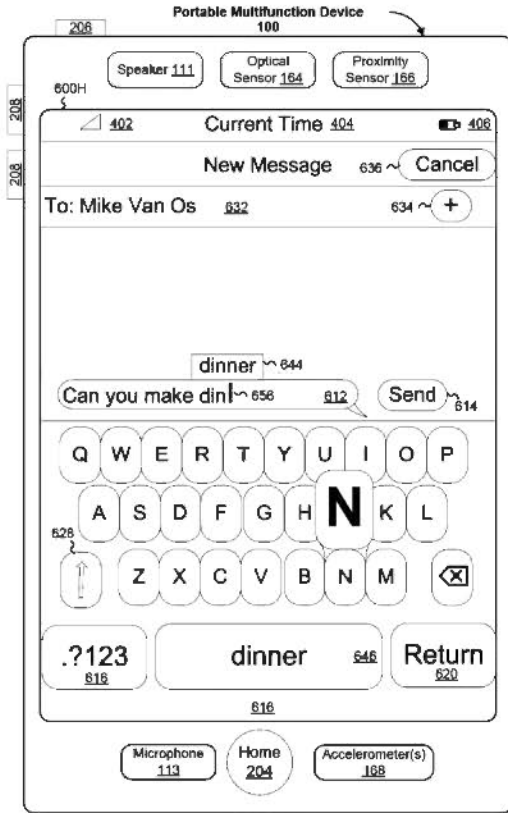 Portable Multifunction Device
100
206
Speaker 111
Optical
Sensor 164
Proximity
Sensor 166
600H
208
208
402
Current Time 404
406
New Message
636
Cancel
To: Mike Van Os 632
634
+
dinner
644
Can you make din
656
612
Send
614
Q W E R T Y U I O P
A S D F G H N K L
628
Z X C V B N M
.?123
616
dinner 646
Return
620
616
Microphone
113
Home
204
Accelerometer(s)
168